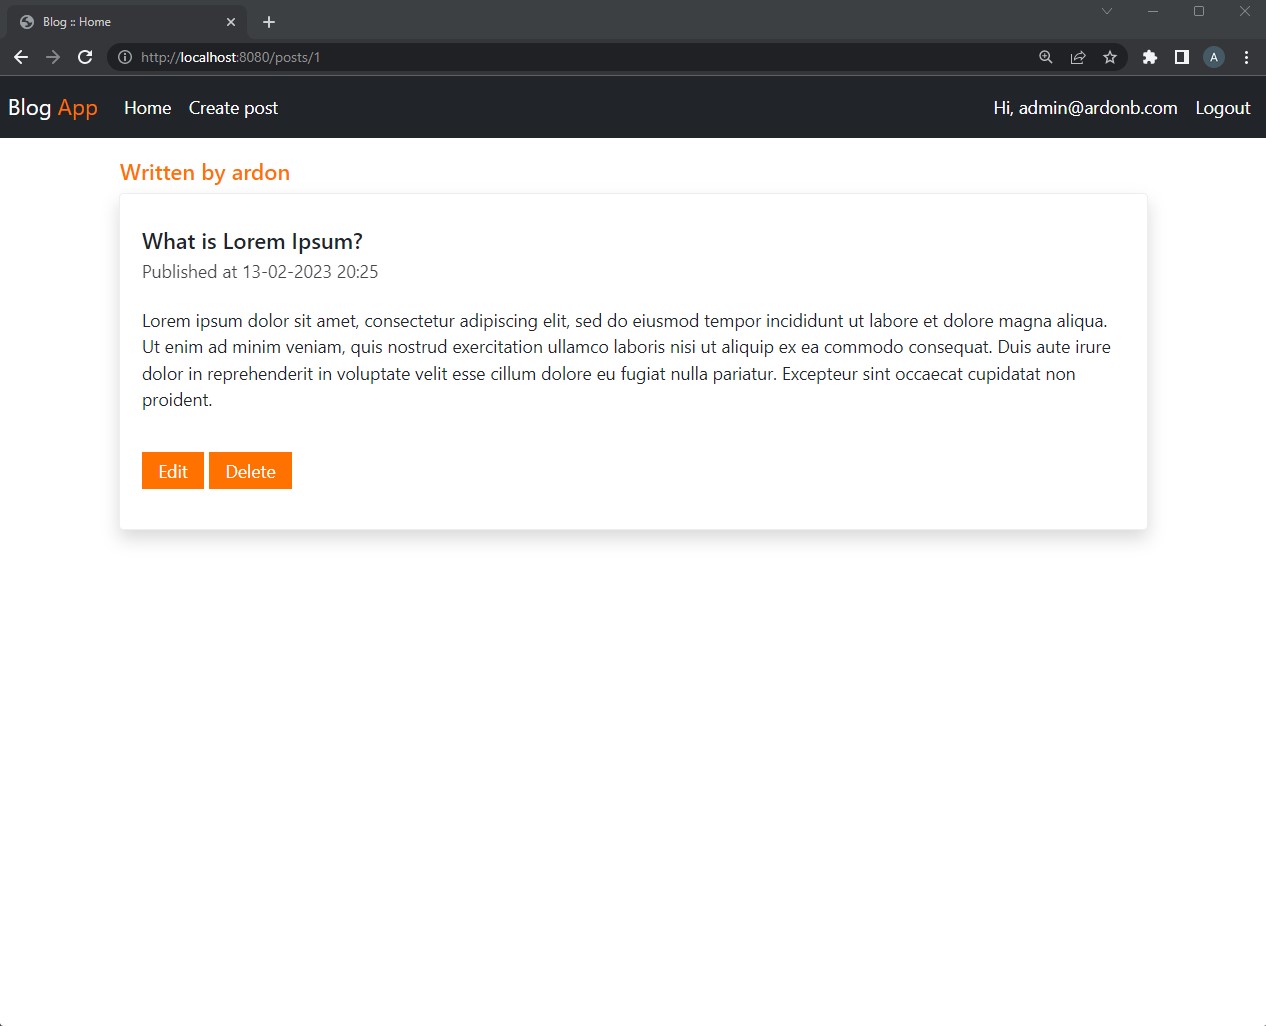 Blog :: Home
http://localhost:8080/posts/1
A
Blog App Home Create post Hi, admin@ardonb.com Logout
Written by ardon
What is Lorem Ipsum?
Published at 13-02-2023 20:25
Lorem ipsum dolor sit amet, consectetur adipiscing elit, sed do eiusmod tempor incididunt ut labore et dolore magna aliqua.
Ut enim ad minim veniam, quis nostrud exercitation ullamco laboris nisi ut aliquip ex ea commodo consequat. Duis aute irure
dolor in reprehenderit in voluptate velit esse cillum dolore eu fugiat nulla pariatur. Excepteur sint occaecat cupidatat non
proident.
Edit Delete